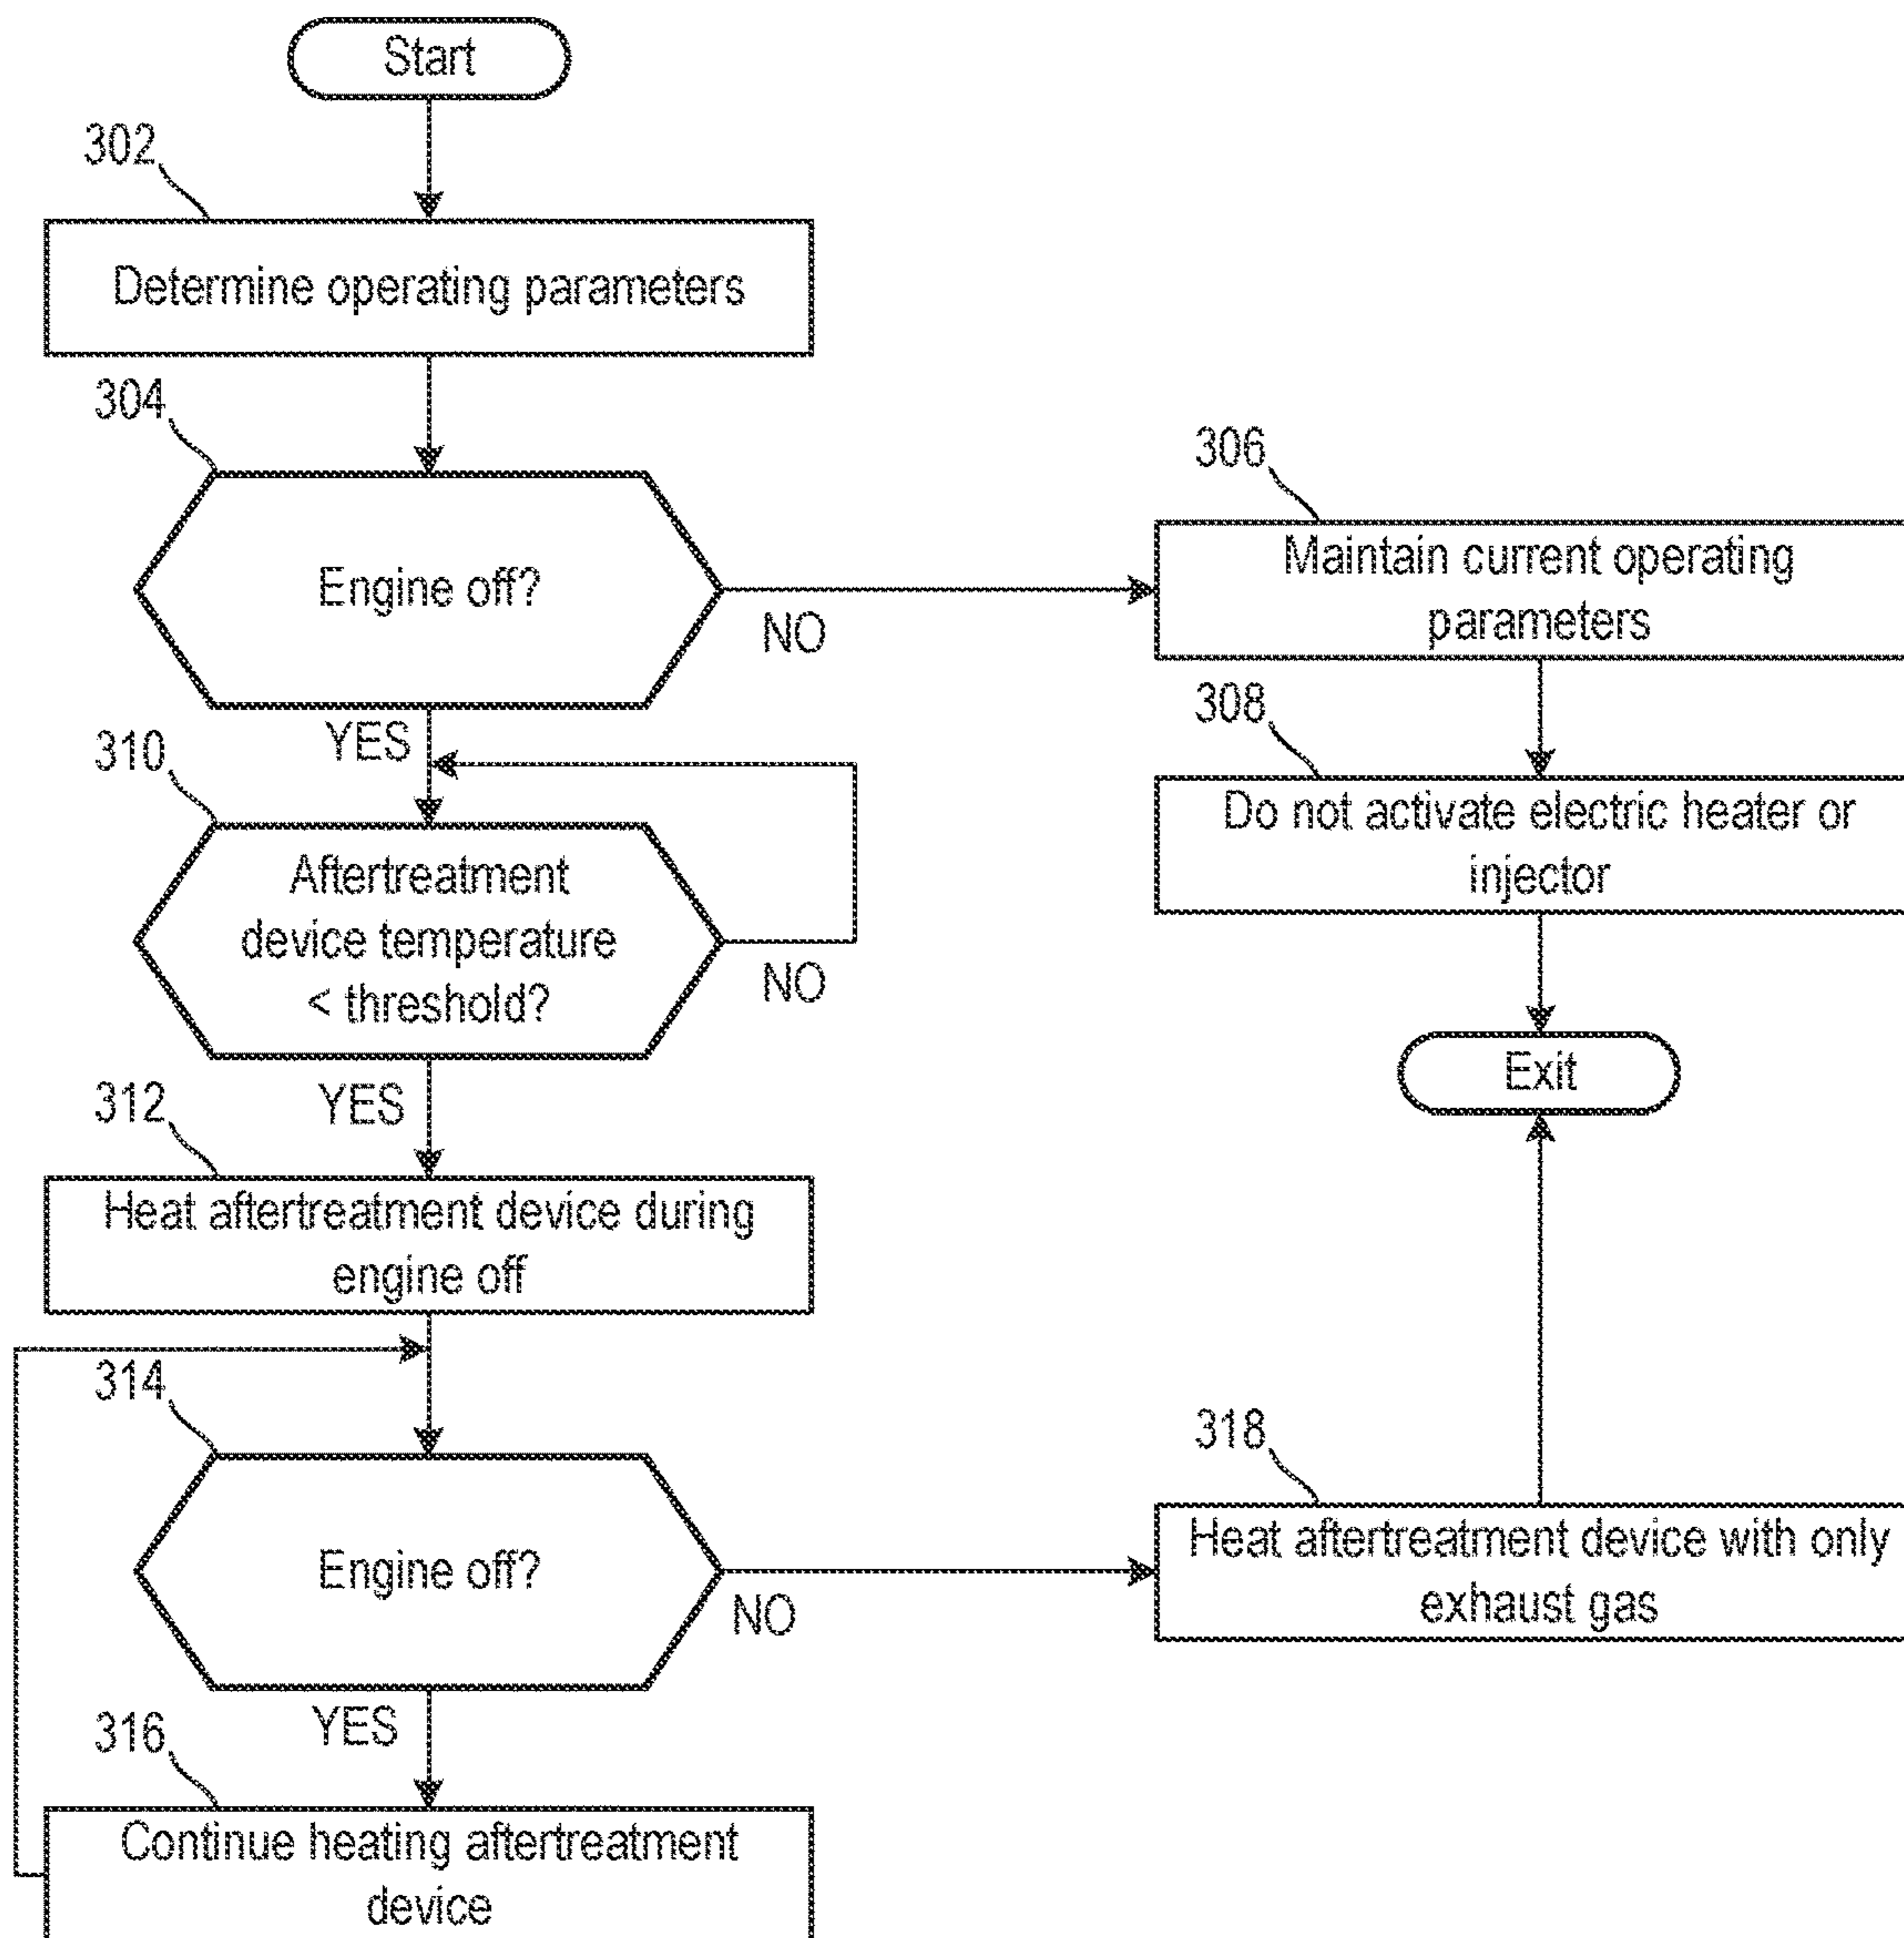 Start
302
Determine operating parameters
304
Engine off?
NO
YES
306
Maintain current operating
parameters
308
Do not activate electric heater or
injector
Exit
310
Aftertreatment
device temperature
< threshold?
NO
YES
312
Heat aftertreatment device during
engine off
314
Engine off?
NO
YES
318
Heat aftertreatment device with only
exhaust gas
316
Continue heating aftertreatment
device